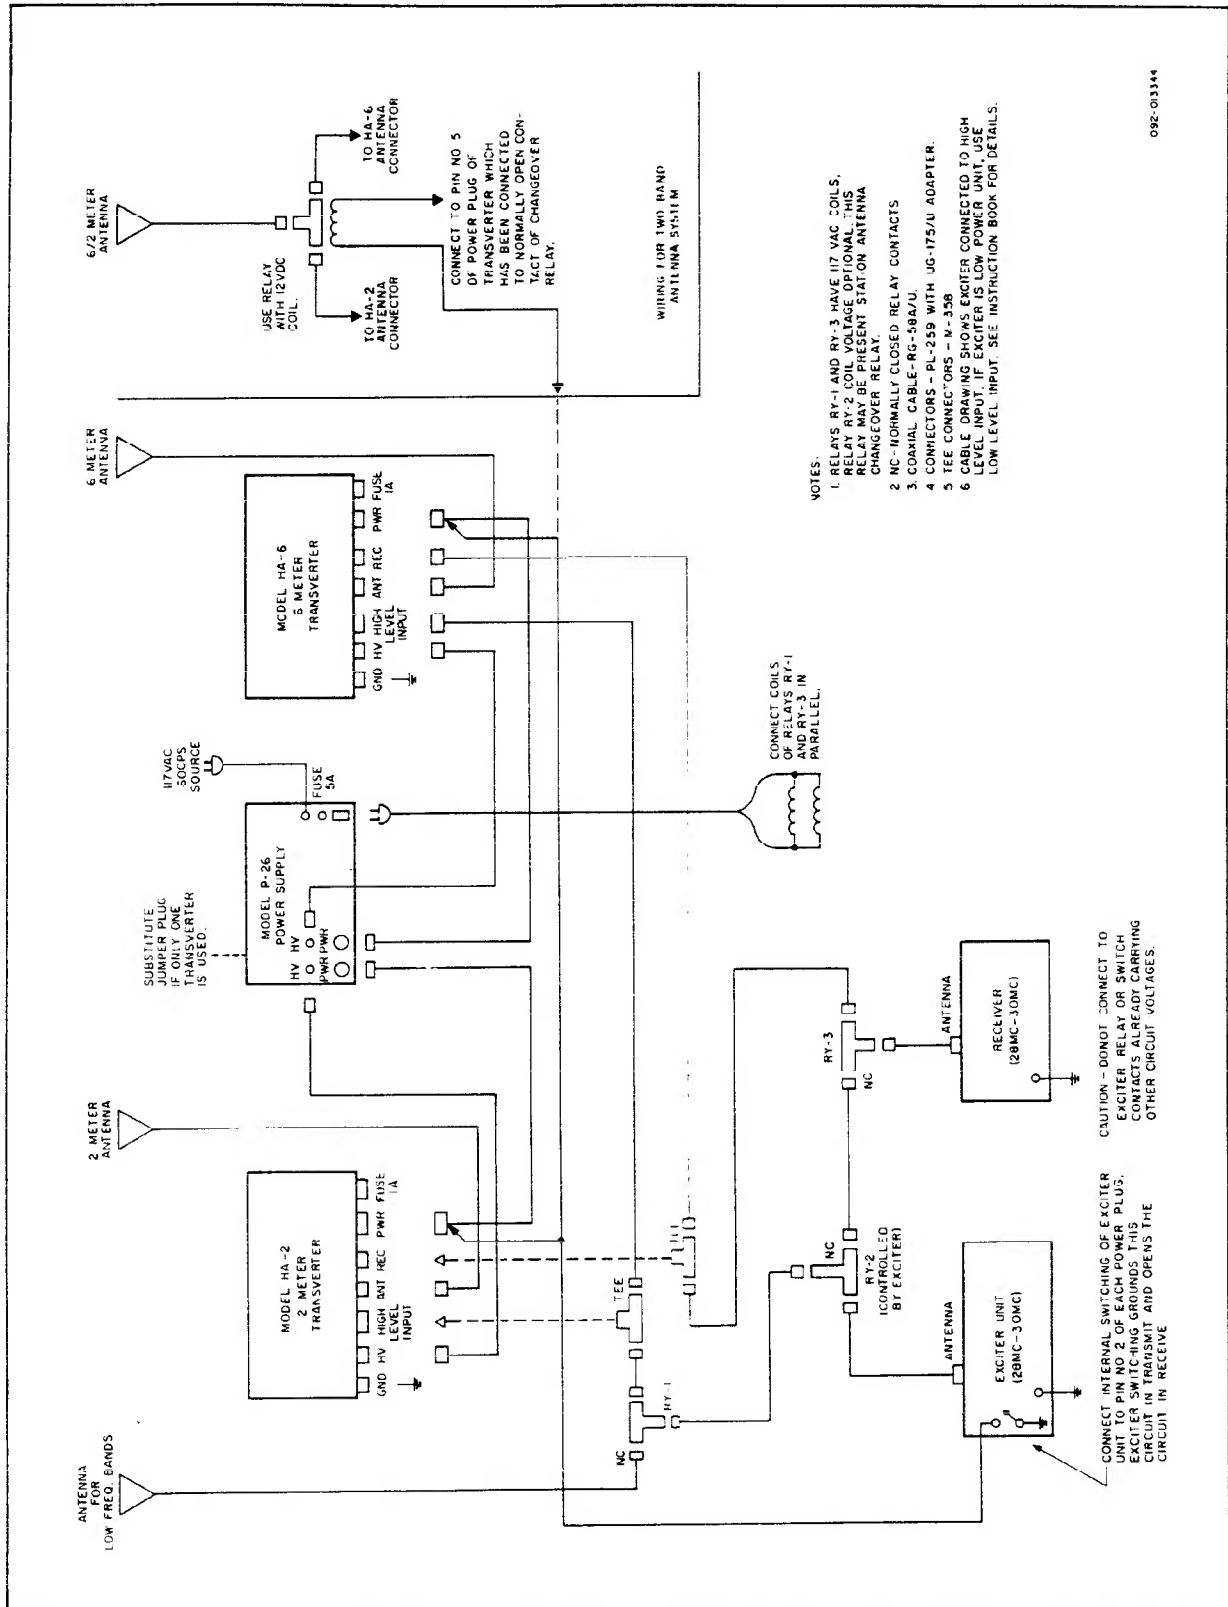 ANTENNA
FOR
LOW FREQ. BANDS
2 METER
ANTENNA
SUBSTITUTE
JUMPER PLUG
IF ONLY ONE
TRANSVERTER
IS USED.
117VAC
60CPS
SOURCE
6 METER
ANTENNA
6/2 METER
ANTENNA
MODEL HA-2
2 METER
TRANSVERTER
GND
HV
HIGH
LEVEL
INPUT
ANT
REC
PWR
FUSE
1A
MODEL P-26
POWER SUPPLY
HV
HV
PWR
PWR
FUSE
5A
MODEL HA-6
6 METER
TRANSVERTER
GND
HV
HIGH
LEVEL
INPUT
ANT
REC
PWR
FUSE
1A
USE RELAY
WITH 12VDC
COIL.
TO HA-2
ANTENNA
CONNECTOR
TO HA-6
ANTENNA
CONNECTOR
CONNECT TO PIN NO 5
OF POWER PLUG OF
TRANSVERTER WHICH
HAS BEEN CONNECTED
TO NORMALLY OPEN CON-
TACT OF CHANGEOVER
RELAY.
WIRING FOR TWO BAND
ANTENNA SYSTEM
NC
RY-1
TEE
TEE
CONNECT COILS
OF RELAYS RY-1
AND RY-3 IN
PARALLEL.
NC
RY-2
(CONTROLLED
BY EXCITER)
NC
RY-3
ANTENNA
EXCITER UNIT
(28MC-30MC)
ANTENNA
RECEIVER
(28MC-30MC)
CONNECT INTERNAL SWITCHING OF EXCITER
UNIT TO PIN NO 2 OF EACH POWER PLUG.
EXCITER SWITCHING GROUNDS THIS
CIRCUIT IN TRANSMIT AND OPENS THE
CIRCUIT IN RECEIVE
CAUTION - DO NOT CONNECT TO
EXCITER RELAY OR SWITCH
CONTACTS ALREADY CARRYING
OTHER CIRCUIT VOLTAGES.
NOTES.
1. RELAYS RY-1 AND RY-3 HAVE 117 VAC COILS,
RELAY RY-2 COIL VOLTAGE OPTIONAL. THIS
RELAY MAY BE PRESENT STATION ANTENNA
CHANGEOVER RELAY.
2 NC-NORMALLY CLOSED RELAY CONTACTS
3. COAXIAL CABLE-RG-58A/U.
4 CONNECTORS - PL-259 WITH UG-175/U ADAPTER.
5 TEE CONNECTORS - M-358
6 CABLE DRAWING SHOWS EXCITER CONNECTED TO HIGH
LEVEL INPUT. IF EXCITER IS LOW POWER UNIT, USE
LOW LEVEL INPUT. SEE INSTRUCTION BOOK FOR DETAILS.
092-013344